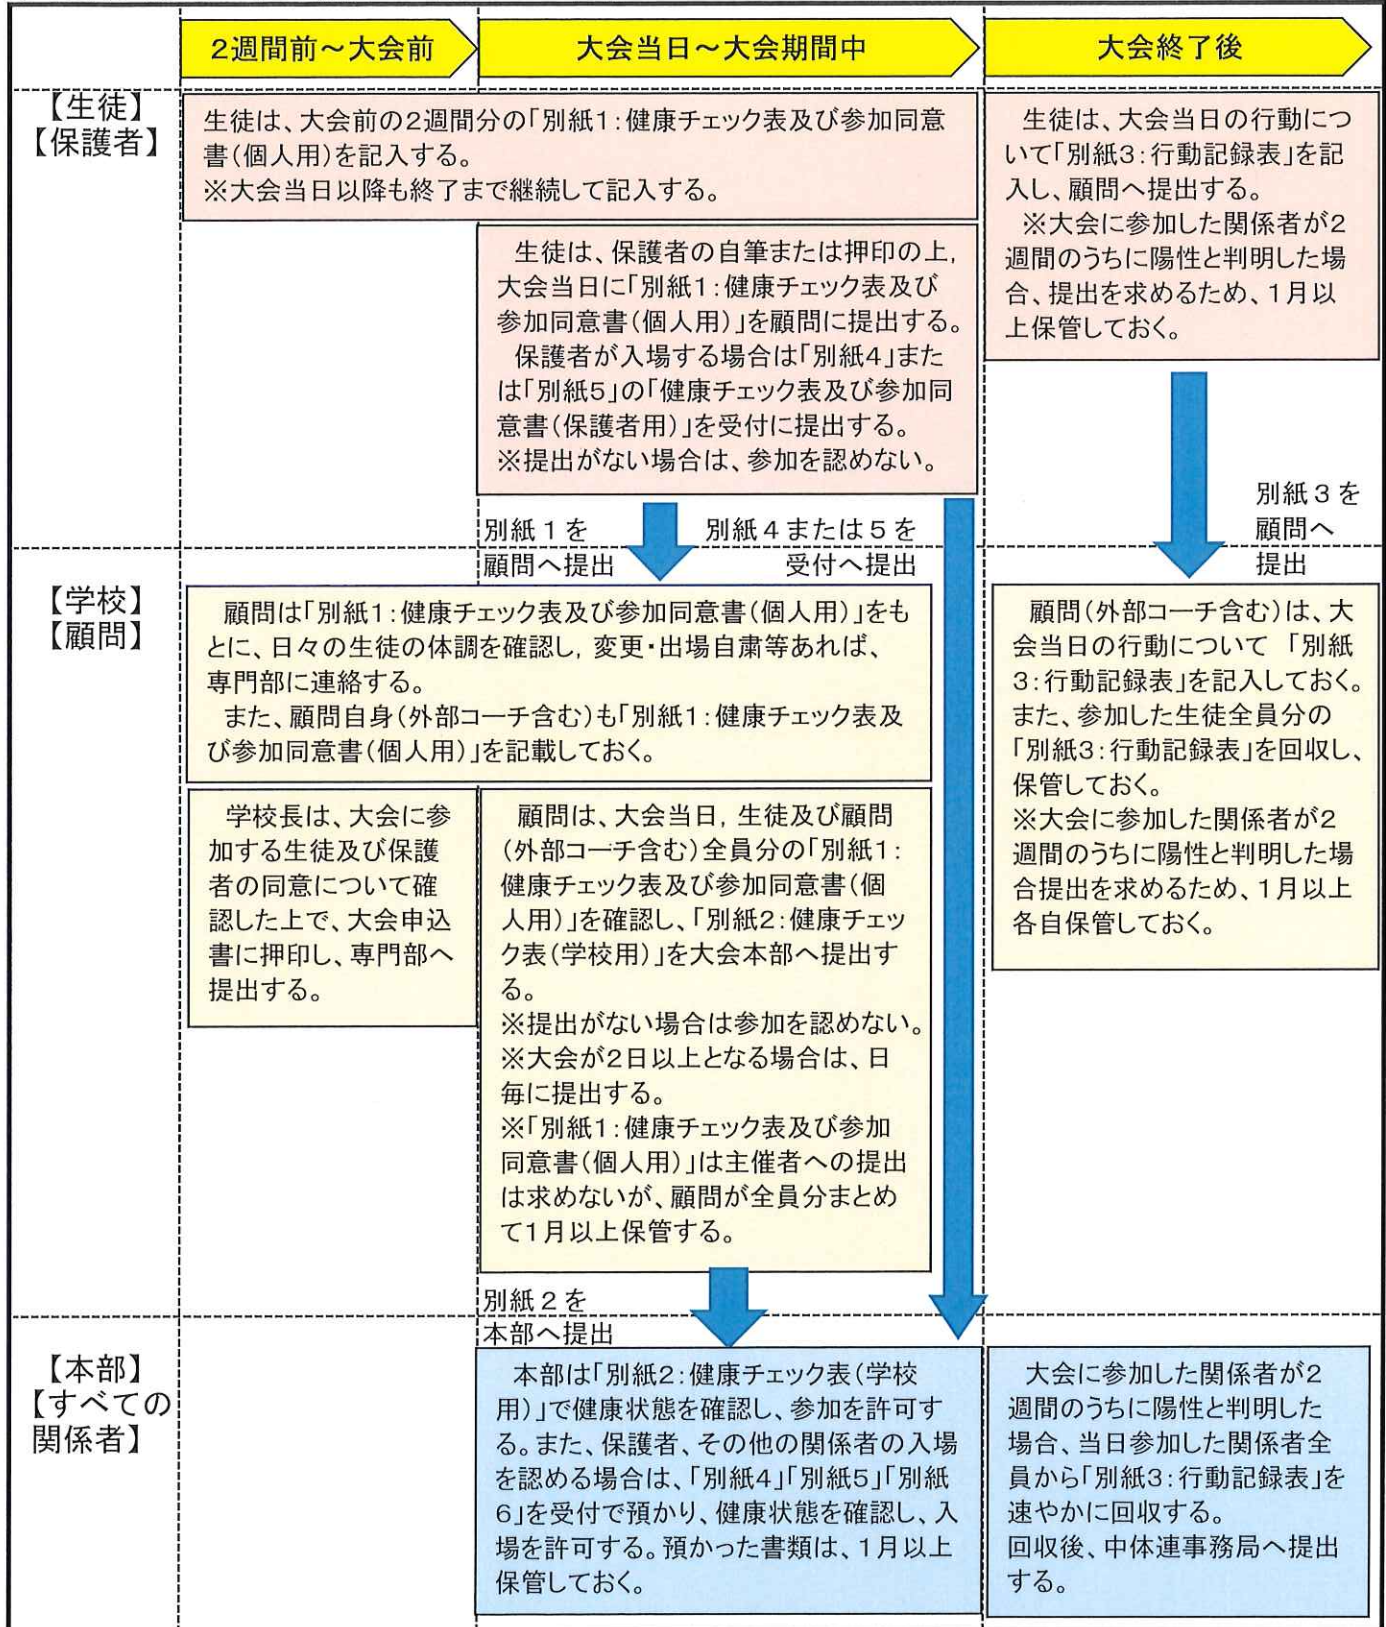 2週間前～大会前
大会当日～大会期間中
大会終了後
【生徒】
【保護者】
生徒は、大会前の2週間分の「別紙1:健康チェック表及び参加同意
書(個人用)を記入する。
※大会当日以降も終了まで継続して記入する。
生徒は、保護者の自筆または押印の上,
大会当日に「別紙1:健康チェック表及び
参加同意書(個人用)」を顧問に提出する。
保護者が入場する場合は「別紙4」また
は「別紙5」の「健康チェック表及び参加同
意書(保護者用)」を受付に提出する。
※提出がない場合は、参加を認めない。
生徒は、大会当日の行動につ
いて「別紙3:行動記録表」を記
入し、顧問へ提出する。
※大会に参加した関係者が2
週間のうちに陽性と判明した場
合、提出を求めるため、1月以
上保管しておく。
別紙1を
顧問へ提出
別紙4または5を
受付へ提出
別紙3を
顧問へ
提出
【学校】
【顧問】
顧問は「別紙1:健康チェック表及び参加同意書(個人用)」をも
とに、日々の生徒の体調を確認し, 変更・出場自粛等あれば、
専門部に連絡する。
また、顧問自身(外部コーチ含む)も「別紙1:健康チェック表及
び参加同意書(個人用)」を記載しておく。
学校長は、大会に参
加する生徒及び保護
者の同意について確
認した上で、大会申込
書に押印し、専門部へ
提出する。
顧問は、大会当日, 生徒及び顧問
(外部コーチ含む)全員分の「別紙1:
健康チェック表及び参加同意書(個
人用)」を確認し、「別紙2:健康チェッ
ク表(学校用)」を大会本部へ提出す
る。
※提出がない場合は参加を認めない。
※大会が2日以上となる場合は、日
毎に提出する。
※「別紙1:健康チェック表及び参加
同意書(個人用)」は主催者への提出
は求めないが、顧問が全員分まとめ
て1月以上保管する。
顧問(外部コーチ含む)は、大
会当日の行動について 「別紙
3:行動記録表」を記入しておく。
また、参加した生徒全員分の
「別紙3:行動記録表」を回収し、
保管しておく。
※大会に参加した関係者が2
週間のうちに陽性と判明した場
合提出を求めるため、1月以上
各自保管しておく。
別紙2を
本部へ提出
【本部】
【すべての
関係者】
本部は「別紙2:健康チェック表(学校
用)」で健康状態を確認し、参加を許可す
る。また、保護者、その他の関係者の入場
を認める場合は、「別紙4」「別紙5」「別紙
6」を受付で預かり、健康状態を確認し、入
場を許可する。預かった書類は、1月以上
保管しておく。
大会に参加した関係者が2
週間のうちに陽性と判明した
場合、当日参加した関係者全
員から「別紙3:行動記録表」を
速やかに回収する。
回収後、中体連事務局へ提出
する。